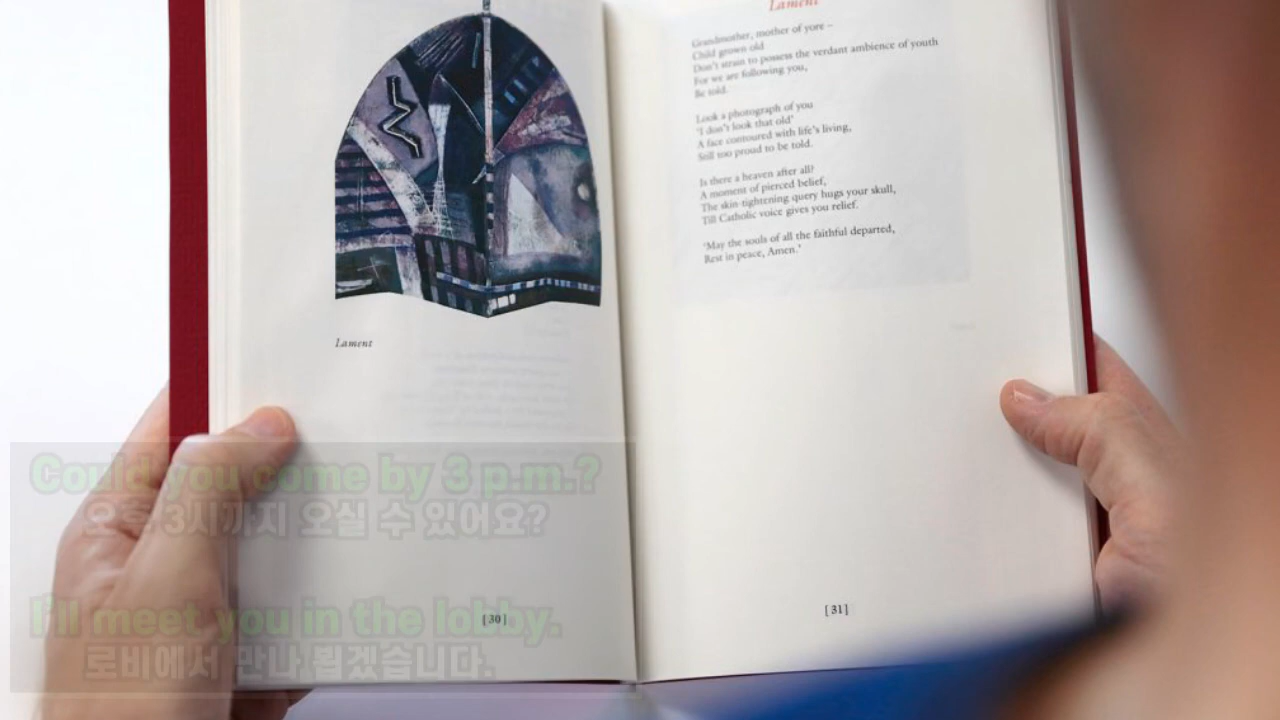 Lament
Could you come by 3 p.m.?
오후 3시까지 오실 수 있어요?
I'll meet you in the lobby.
로비에서 만나 뵙겠습니다.
[30]
Lament
Grandmother, mother of yore –
Child grown old
Don't strain to possess the verdant ambience of youth
For we are following you,
Be told.
Look a photograph of you
'I don't look that old'
A face contoured with life's living,
Still too proud to be told.
Is there a heaven after all?
A moment of pierced belief,
The skin-tightening query hugs your skull,
Till Catholic voice gives you relief.
'May the souls of all the faithful departed,
Rest in peace, Amen.'
[31]